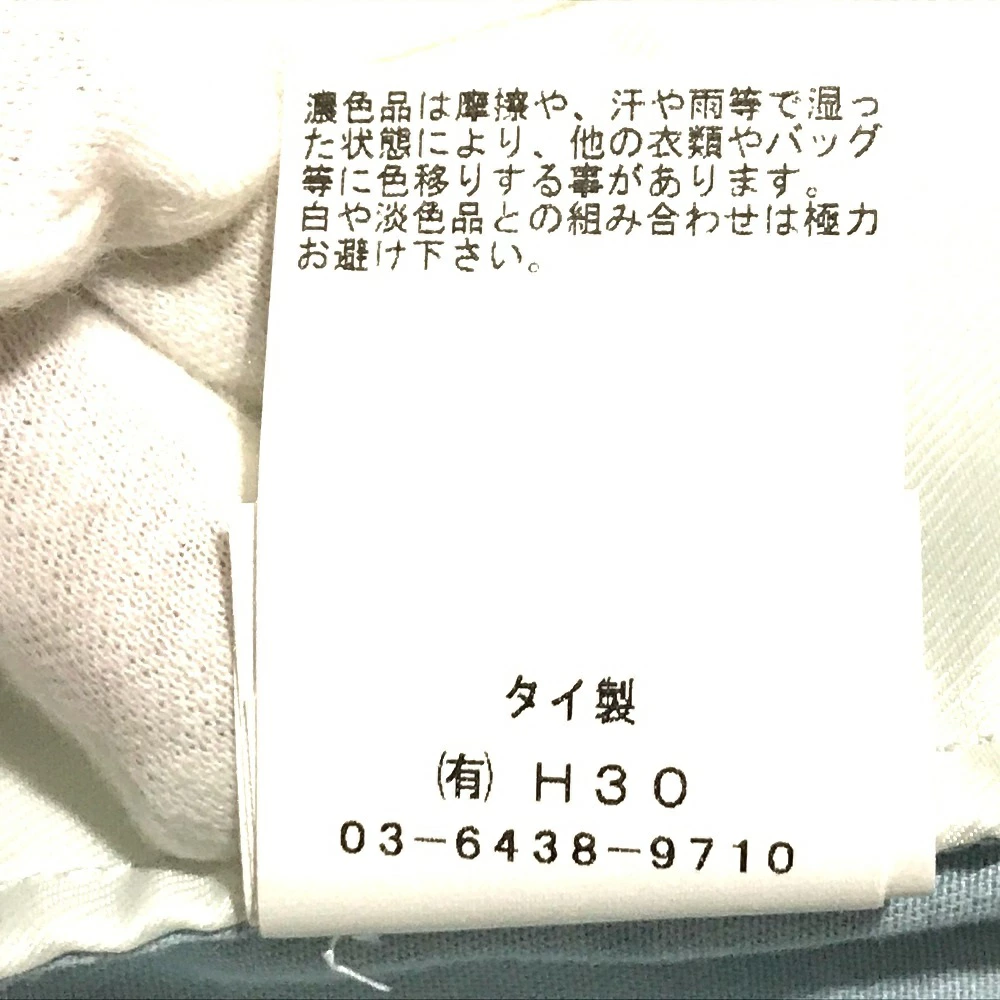 濃色品は摩擦や、汗や雨等で湿っ
た状態により、他の衣類やバッグ
等に色移りする事があります。
白や淡色品との組み合わせは極力
お避け下さい。
タイ製
㈲ H30
03-6438-9710